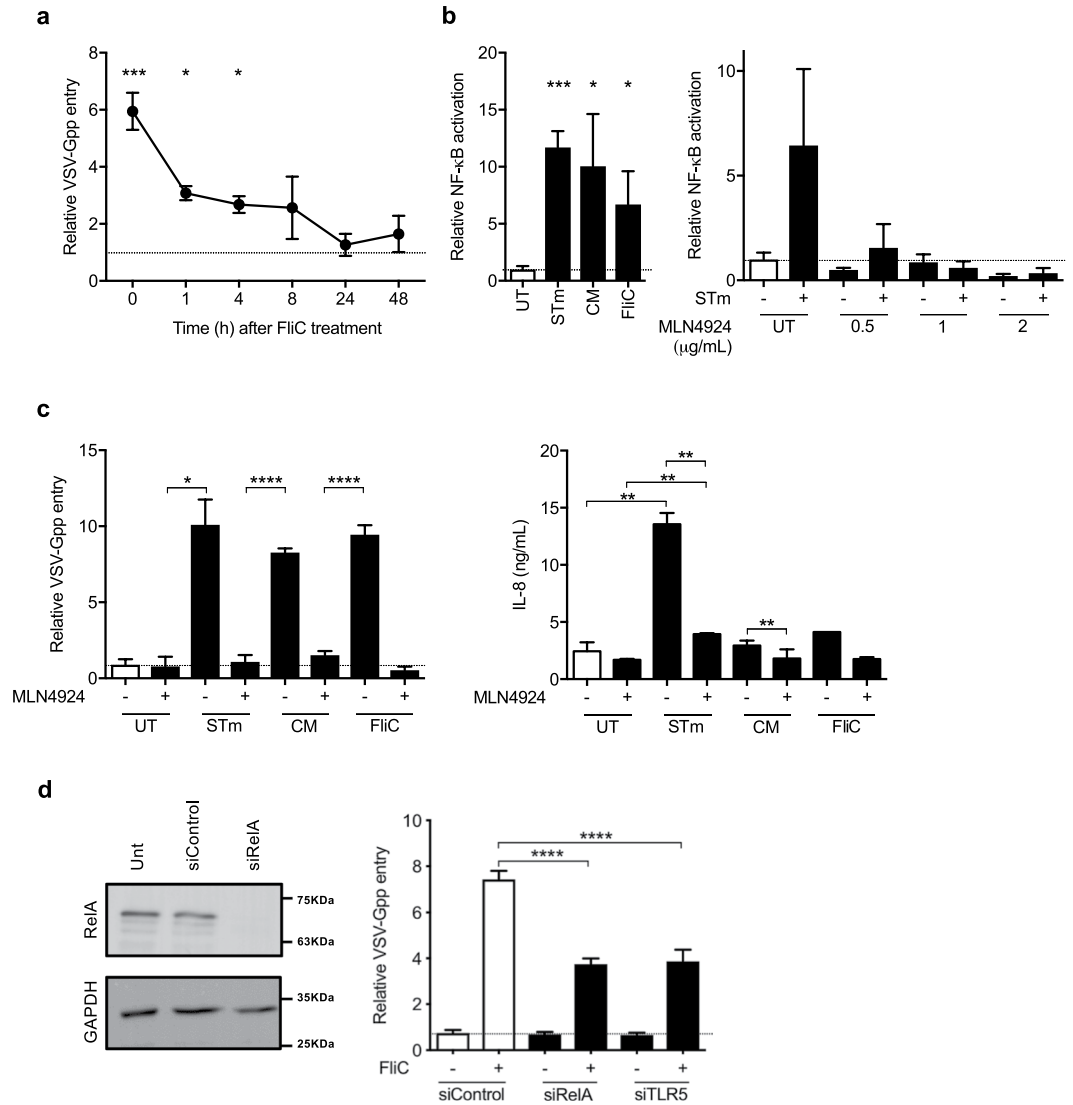 a
Relative VSV-Gpp entry
8
6
4
2
0
*** * *
0 1 4 8 24 48
Time (h) after FliC treatment
b
Relative NF-κB activation
20
15
10
5
0
*** * *
UT STm CM FliC
Relative NF-κB activation
10
5
0
STm - + - + - + - +
MLN4924 UT 0.5 1 2
(μg/mL)
c
Relative VSV-Gpp entry
15
10
5
0
* **** ****
MLN4924 - + - + - + - +
UT STm CM FliC
IL-8 (ng/mL)
20
15
10
5
0
**
**
**
**
MLN4924 - + - + - + - +
UT STm CM FliC
d
Unt siControl siRelA
RelA
75KDa
63KDa
GAPDH
35KDa
25KDa
Relative VSV-Gpp entry
10
8
6
4
2
0
****
****
FliC - + - + - +
siControl siRelA siTLR5